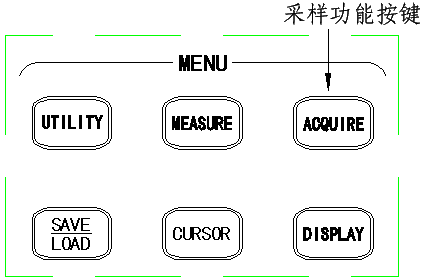 采样功能按键
MENU
UTILITY MEASURE ACQUIRE
SAVE
LOAD
CURSOR DISPLAY